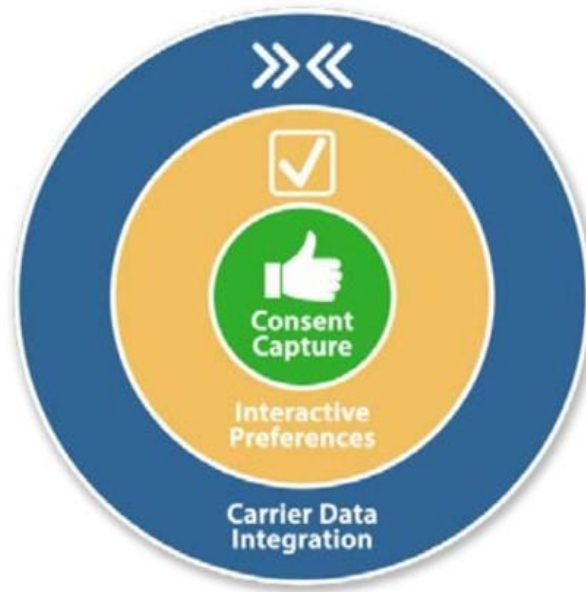 Consent
Capture
Interactive
Preferences
Carrier Data
Integration